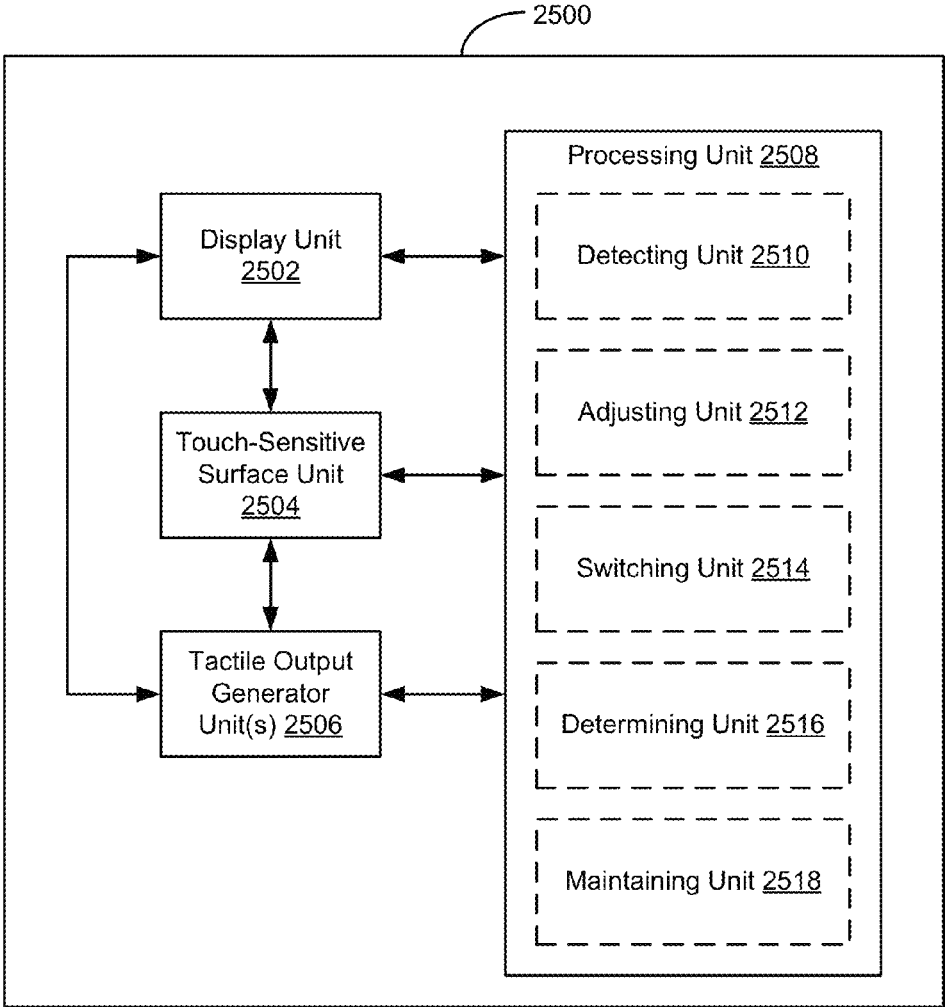 2500
Processing Unit 2508
Display Unit
2502
Detecting Unit 2510
Touch-Sensitive
Surface Unit
2504
Adjusting Unit 2512
Switching Unit 2514
Tactile Output
Generator
Unit(s) 2506
Determining Unit 2516
Maintaining Unit 2518